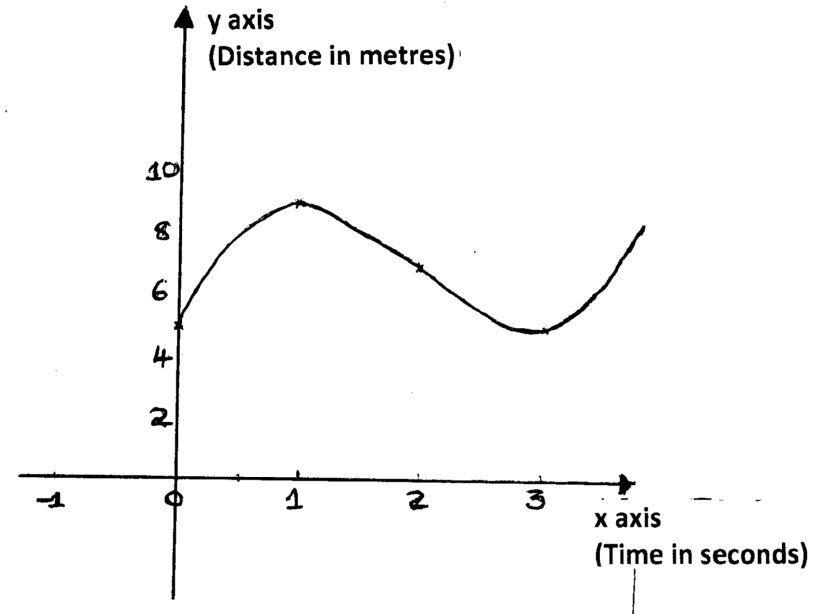 y axis
(Distance in metres)
10
8
6
4
2
-1 0 1 2 3
x axis
(Time in seconds)